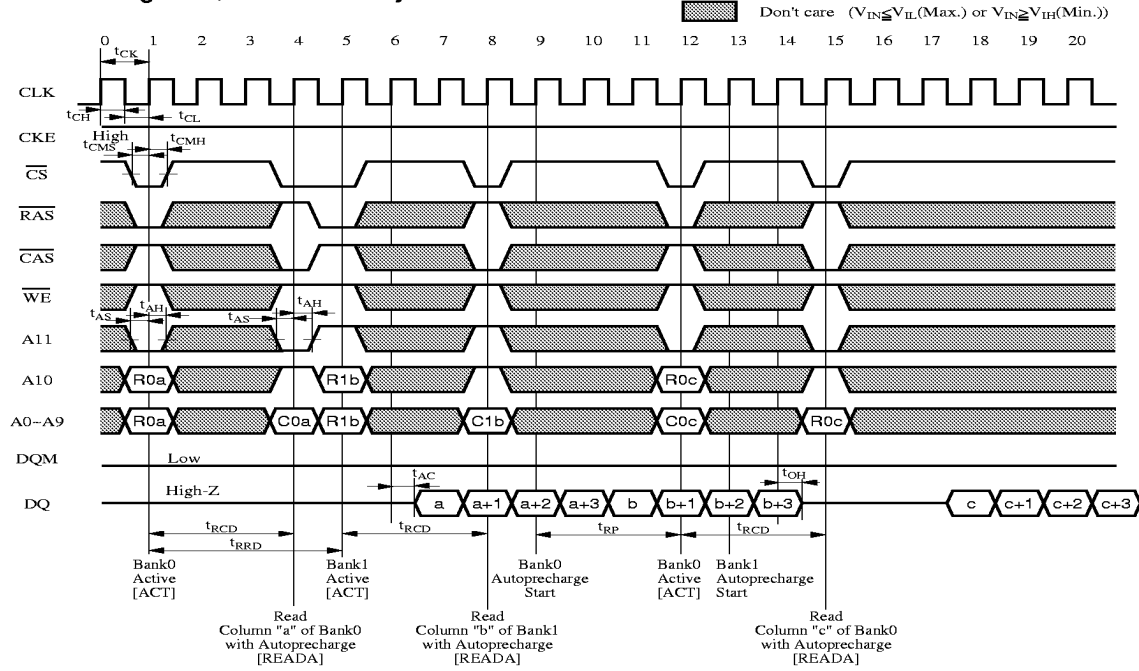 Don't care (VIN≦VIL(Max.) or VIN≧VIH(Min.))
0 1 2 3 4 5 6 7 8 9 10 11 12 13 14 15 16 17 18 19 20
tCK
CLK
tCH
tCL
CKE
High
tCMS
tCMH
CS
RAS
CAS
WE
tAS
tAH
tAS
tAH
A11
A10
R0a
R1b
R0c
A0~A9
R0a
C0a
R1b
C1b
C0c
R0c
DQM
Low
tAC
tOH
DQ
High-Z
a
a+1
a+2
a+3
b
b+1
b+2
b+3
c
c+1
c+2
c+3
tRCD
tRCD
tRP
tRCD
tRRD
Bank0
Active
[ACT]
Bank1
Active
[ACT]
Bank0
Autoprecharge
Start
Bank0
Active
[ACT]
Bank1
Autoprecharge
Start
Read
Column "a" of Bank0
with Autoprecharge
[READA]
Read
Column "b" of Bank1
with Autoprecharge
[READA]
Read
Column "c" of Bank0
with Autoprecharge
[READA]